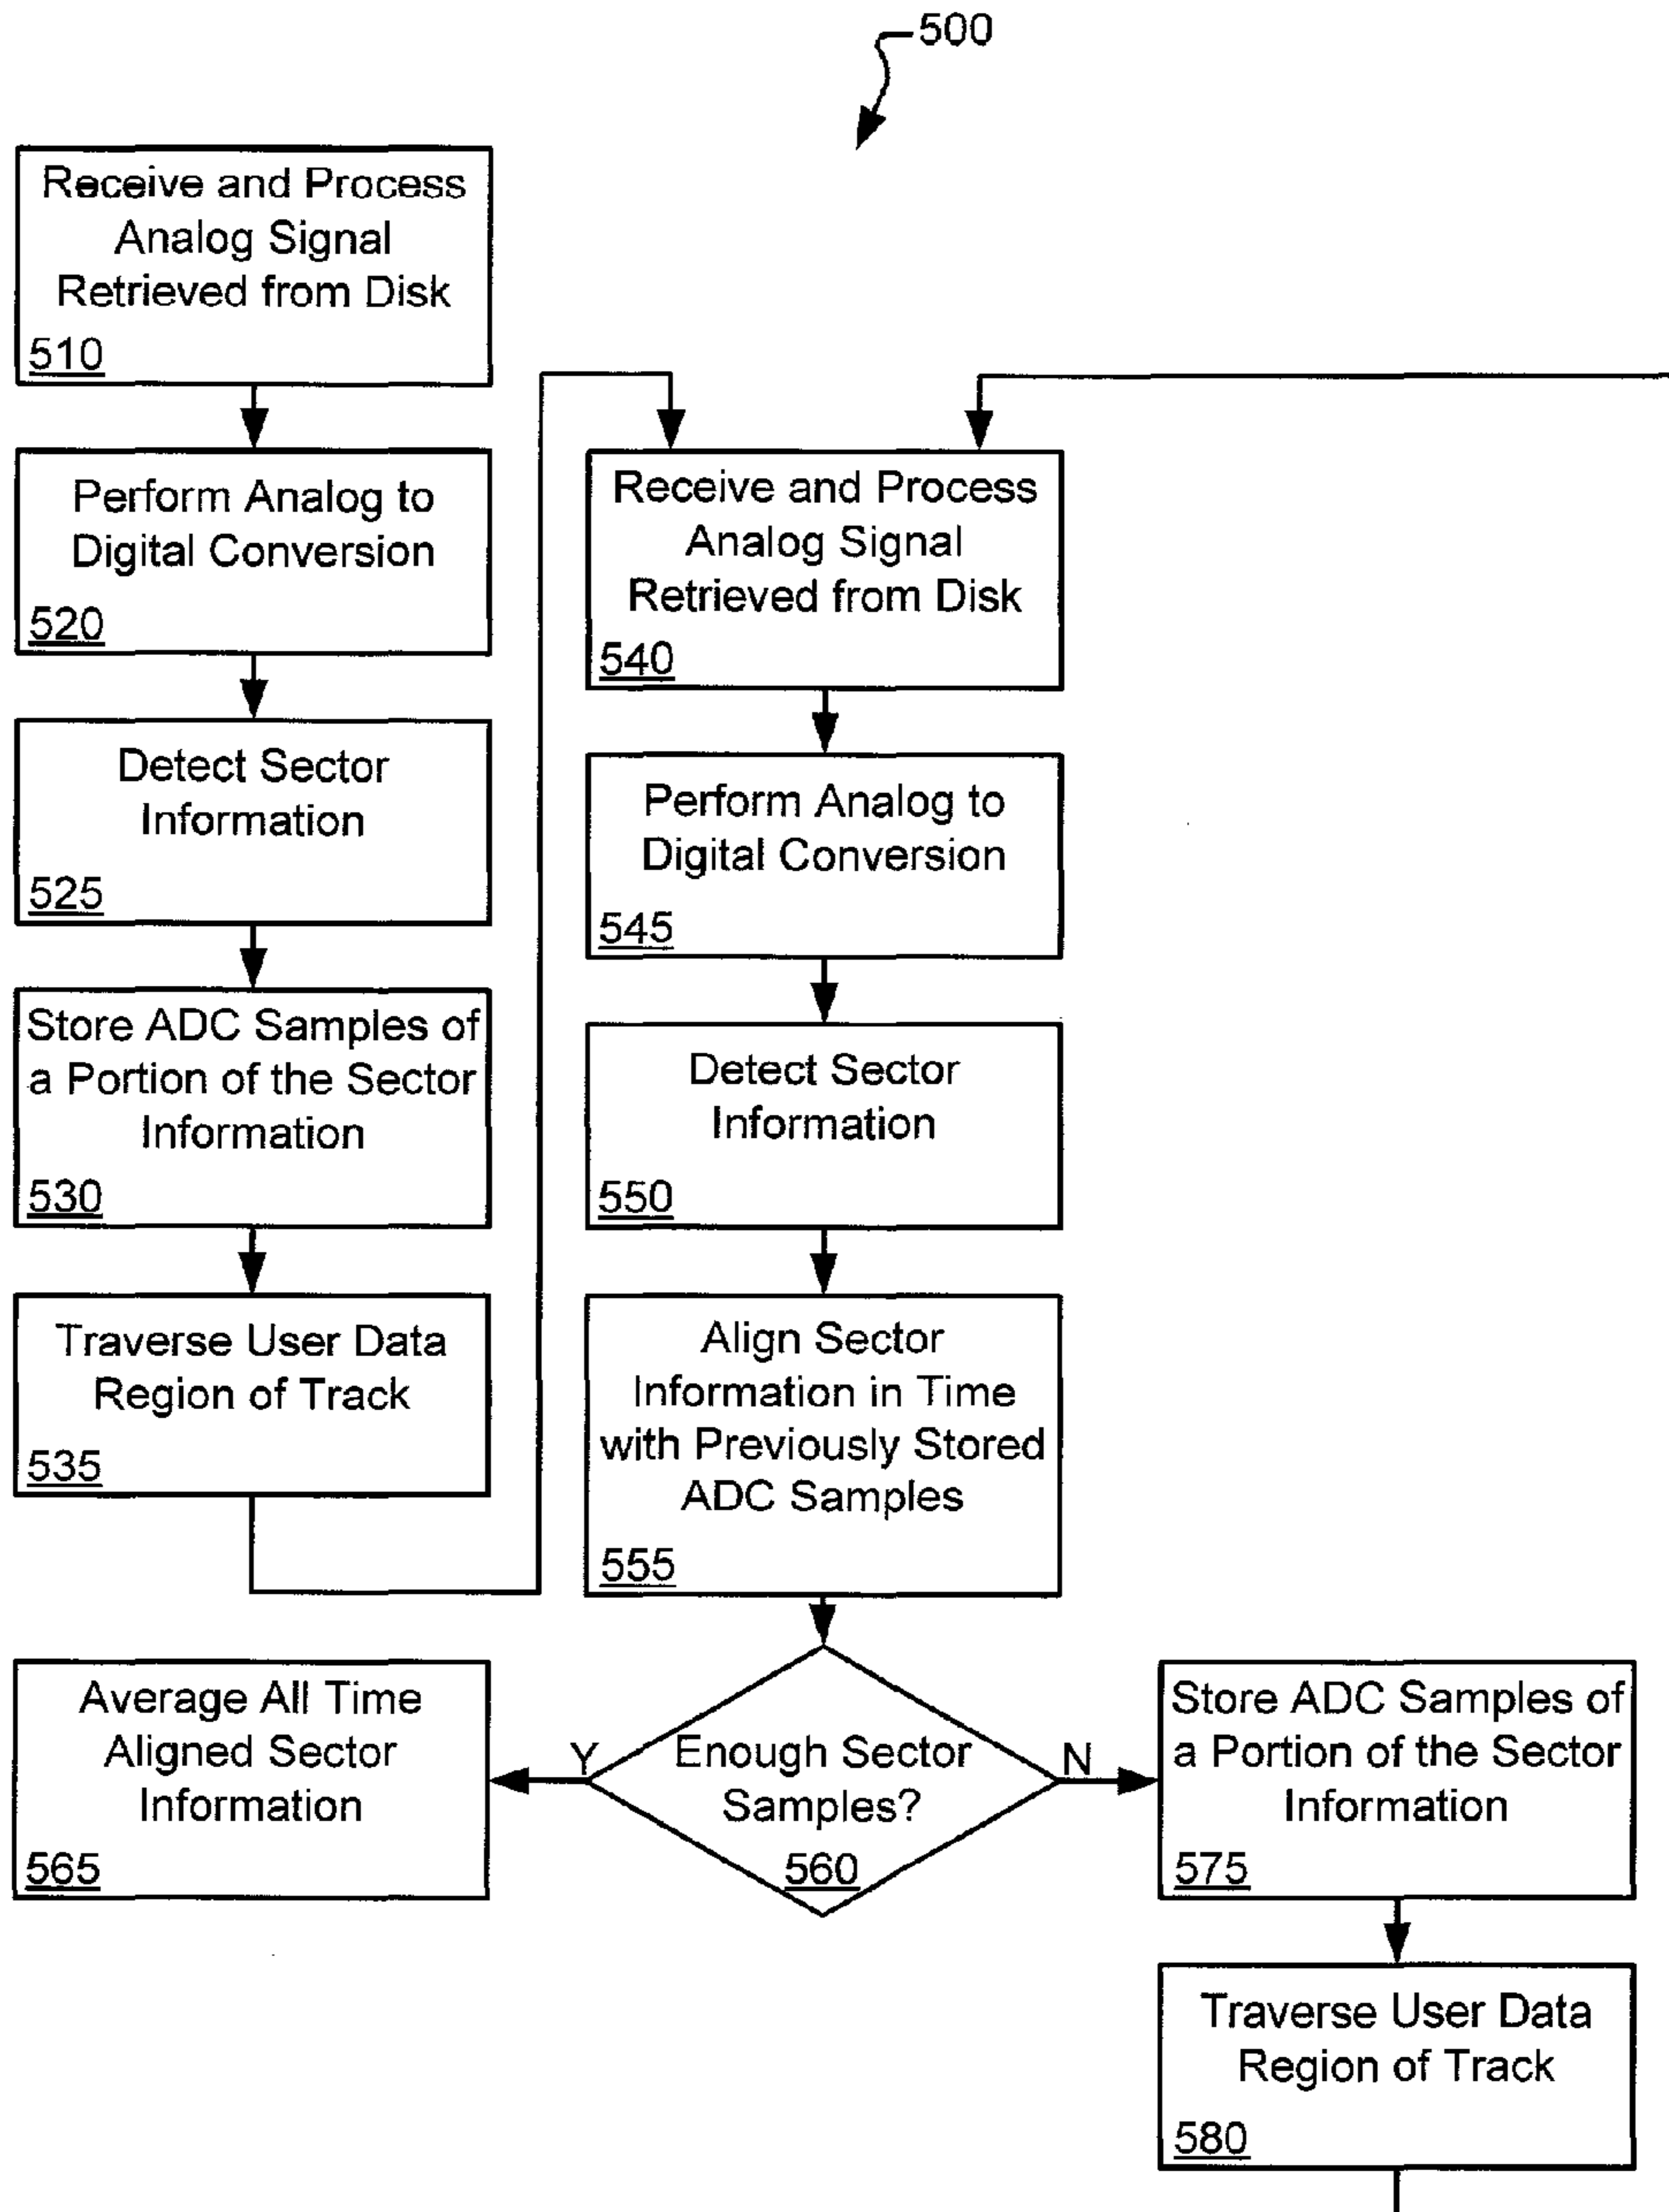 500
Receive and Process
Analog Signal
Retrieved from Disk
510
Perform Analog to
Digital Conversion
520
Detect Sector
Information
525
Store ADC Samples of
a Portion of the Sector
Information
530
Traverse User Data
Region of Track
535
Receive and Process
Analog Signal
Retrieved from Disk
540
Perform Analog to
Digital Conversion
545
Detect Sector
Information
550
Align Sector
Information in Time
with Previously Stored
ADC Samples
555
Enough Sector
Samples?
560
Y
N
Average All Time
Aligned Sector
Information
565
Store ADC Samples of
a Portion of the Sector
Information
575
Traverse User Data
Region of Track
580